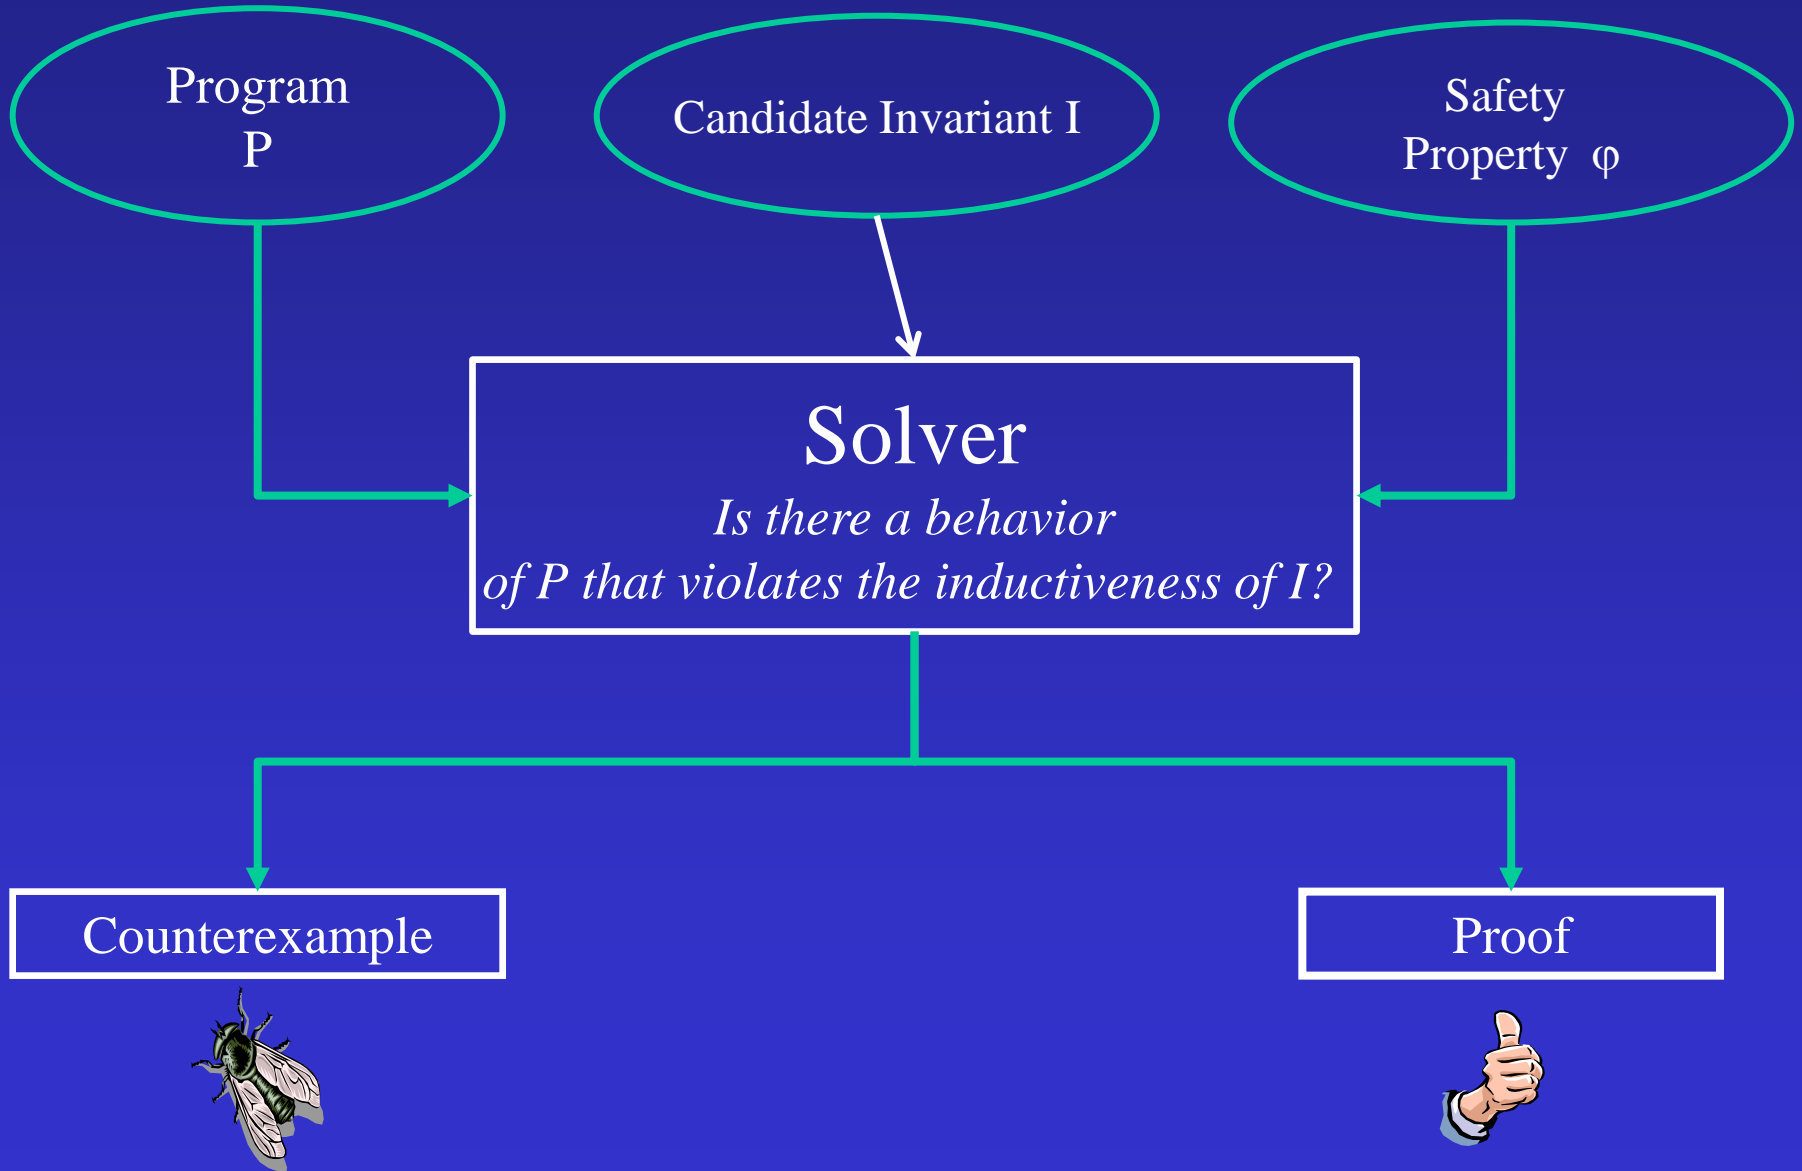 Program
P
Candidate Invariant I
Safety
Property φ
Solver
Is there a behavior
of P that violates the inductiveness of I?
Counterexample
Proof